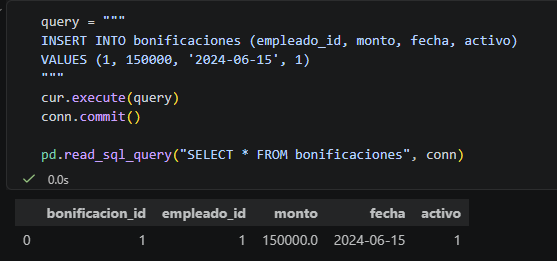 query = """
INSERT INTO bonificaciones (empleado_id, monto, fecha, activo)
VALUES (1, 150000, '2024-06-15', 1)
"""
cur.execute(query)
conn.commit()
pd.read_sql_query("SELECT * FROM bonificaciones", conn)
0.0s
bonificacion_id empleado_id monto fecha activo
0 1 1 150000.0 2024-06-15 1